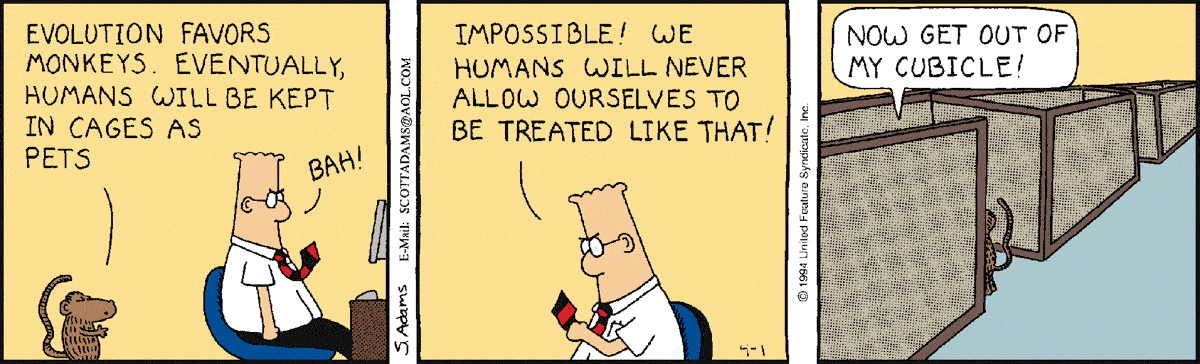 EVOLUTION FAVORS
MONKEYS. EVENTUALLY,
HUMANS WILL BE KEPT
IN CAGES AS
PETS
BAH!
S. Adams
E-Mail: SCOTTADAMS@AOL.COM
IMPOSSIBLE! WE
HUMANS WILL NEVER
ALLOW OURSELVES TO
BE TREATED LIKE THAT!
4-1
© 1994 United Feature Syndicate, Inc.
NOW GET OUT OF
MY CUBICLE!